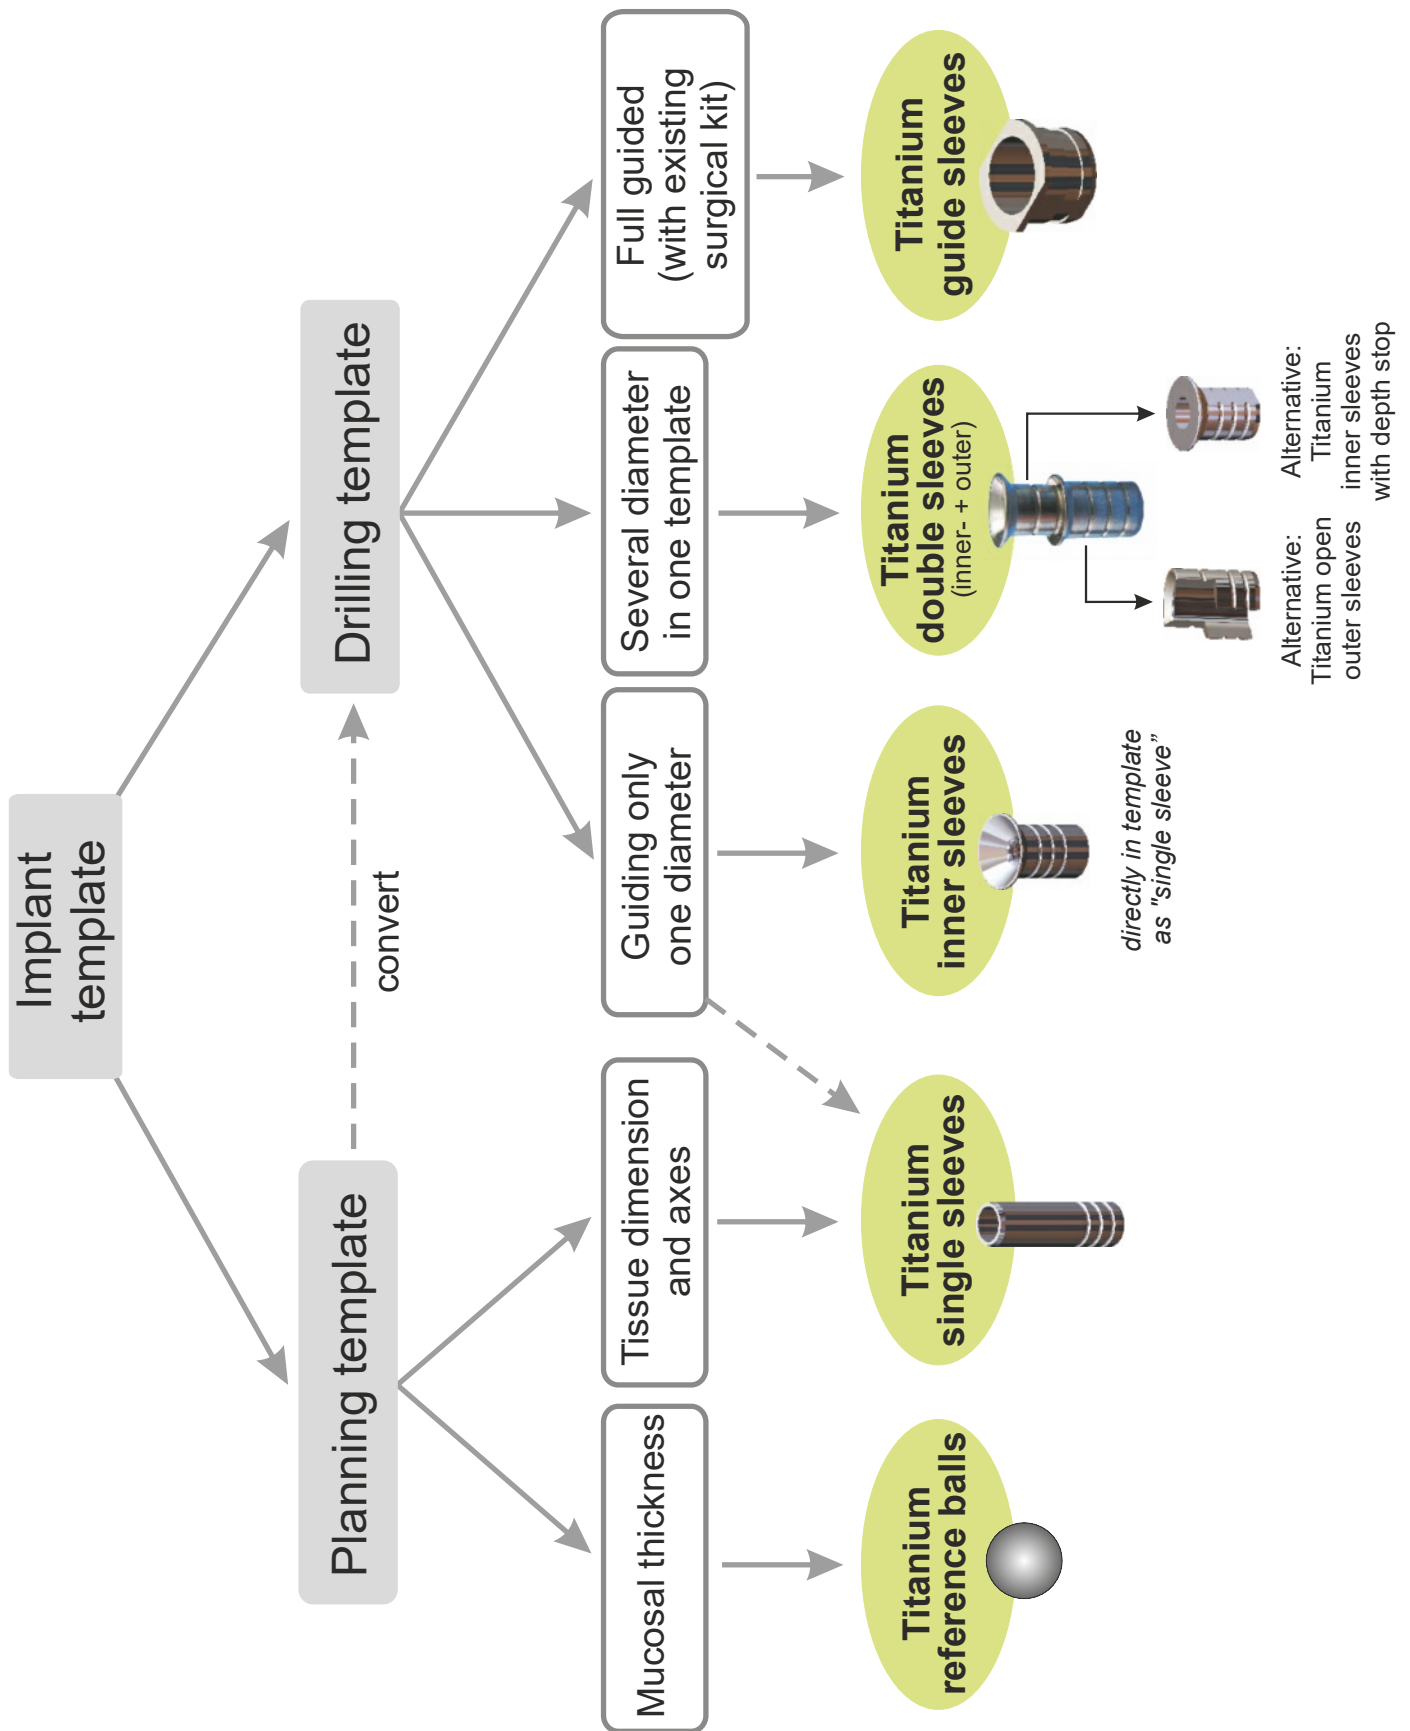 Implant
template
Planning template
convert
Drilling template
Mucosal thickness
Tissue dimension
and axes
Guiding only
one diameter
Several diameter
in one template
Full guided
(with existing
surgical kit)
Titanium
reference balls
Titanium
single sleeves
Titanium
inner sleeves
directly in template
as "single sleeve”
Titanium
double sleeves
(inner- + outer)
Alternative:
Titanium open
outer sleeves
Alternative:
Titanium
inner sleeves
with depth stop
Titanium
guide sleeves